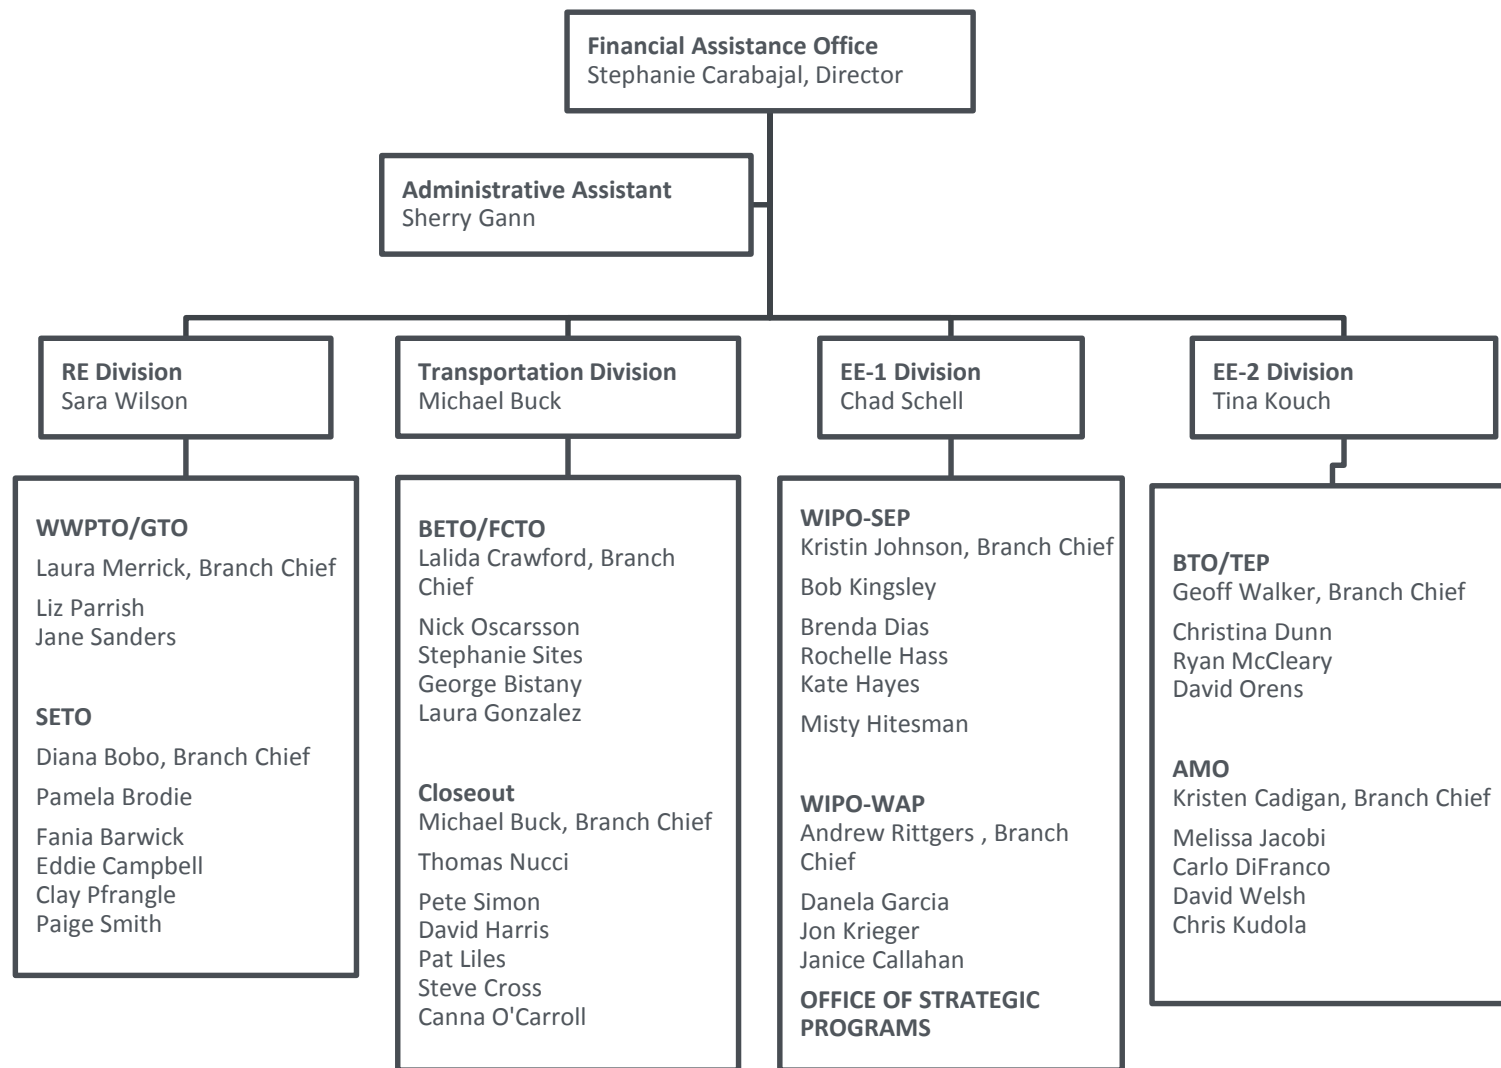 Financial Assistance Office
Stephanie Carabajal, Director
Administrative Assistant
Sherry Gann
RE Division
Sara Wilson
Transportation Division
Michael Buck
EE-1 Division
Chad Schell
EE-2 Division
Tina Kouch
WWPTO/GTO
Laura Merrick, Branch Chief
Liz Parrish
Jane Sanders
SETO
Diana Bobo, Branch Chief
Pamela Brodie
Fania Barwick
Eddie Campbell
Clay Pfrangle
Paige Smith
BETO/FCTO
Lalida Crawford, Branch
Chief
Nick Oscarsson
Stephanie Sites
George Bistany
Laura Gonzalez
Closeout
Michael Buck, Branch Chief
Thomas Nucci
Pete Simon
David Harris
Pat Liles
Steve Cross
Canna O'Carroll
WIPO-SEP
Kristin Johnson, Branch Chief
Bob Kingsley
Brenda Dias
Rochelle Hass
Kate Hayes
Misty Hitesman
WIPO-WAP
Andrew Rittgers , Branch
Chief
Danela Garcia
Jon Krieger
Janice Callahan
OFFICE OF STRATEGIC
PROGRAMS
BTO/TEP
Geoff Walker, Branch Chief
Christina Dunn
Ryan McCleary
David Orens
AMO
Kristen Cadigan, Branch Chief
Melissa Jacobi
Carlo DiFranco
David Welsh
Chris Kudola